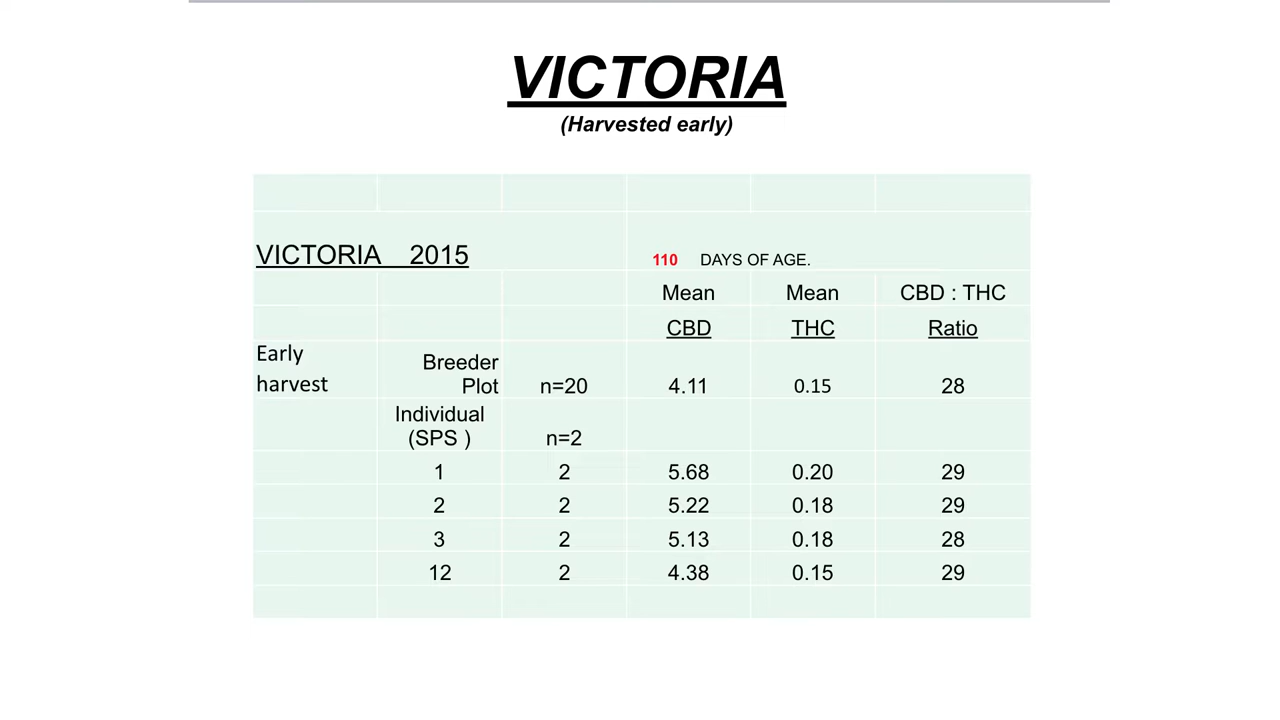 VICTORIA
(Harvested early)
VICTORIA 2015 110 DAYS OF AGE.
Mean Mean CBD : THC
CBD THC Ratio
Early
harvest
Breeder
Plot n=20 4.11 0.15 28
Individual
(SPS ) n=2
1 2 5.68 0.20 29
2 2 5.22 0.18 29
3 2 5.13 0.18 28
12 2 4.38 0.15 29